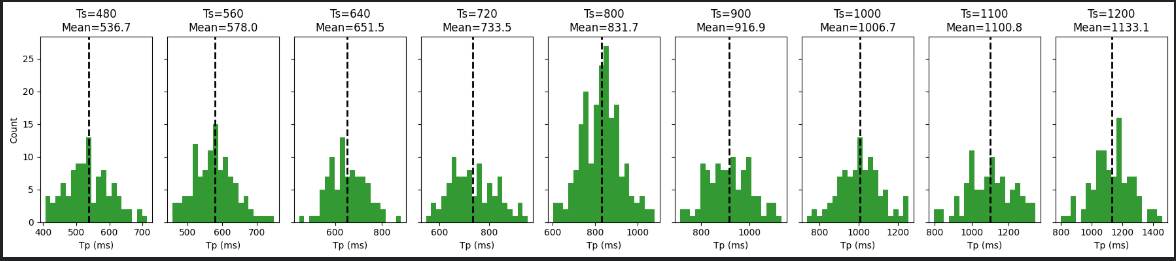 Ts=480
Mean=536.7
Ts=560
Mean=578.0
Ts=640
Mean=651.5
Ts=720
Mean=733.5
Ts=800
Mean=831.7
Ts=900
Mean=916.9
Ts=1000
Mean=1006.7
Ts=1100
Mean=1100.8
Ts=1200
Mean=1133.1
Count
25
20
15
10
5
0
400 500 600 700
500 600 700
600 800
600 800
600 800 1000
800 1000
800 1000 1200
800 1000 1200
800 1000 1200 1400
Tp (ms)
Tp (ms)
Tp (ms)
Tp (ms)
Tp (ms)
Tp (ms)
Tp (ms)
Tp (ms)
Tp (ms)